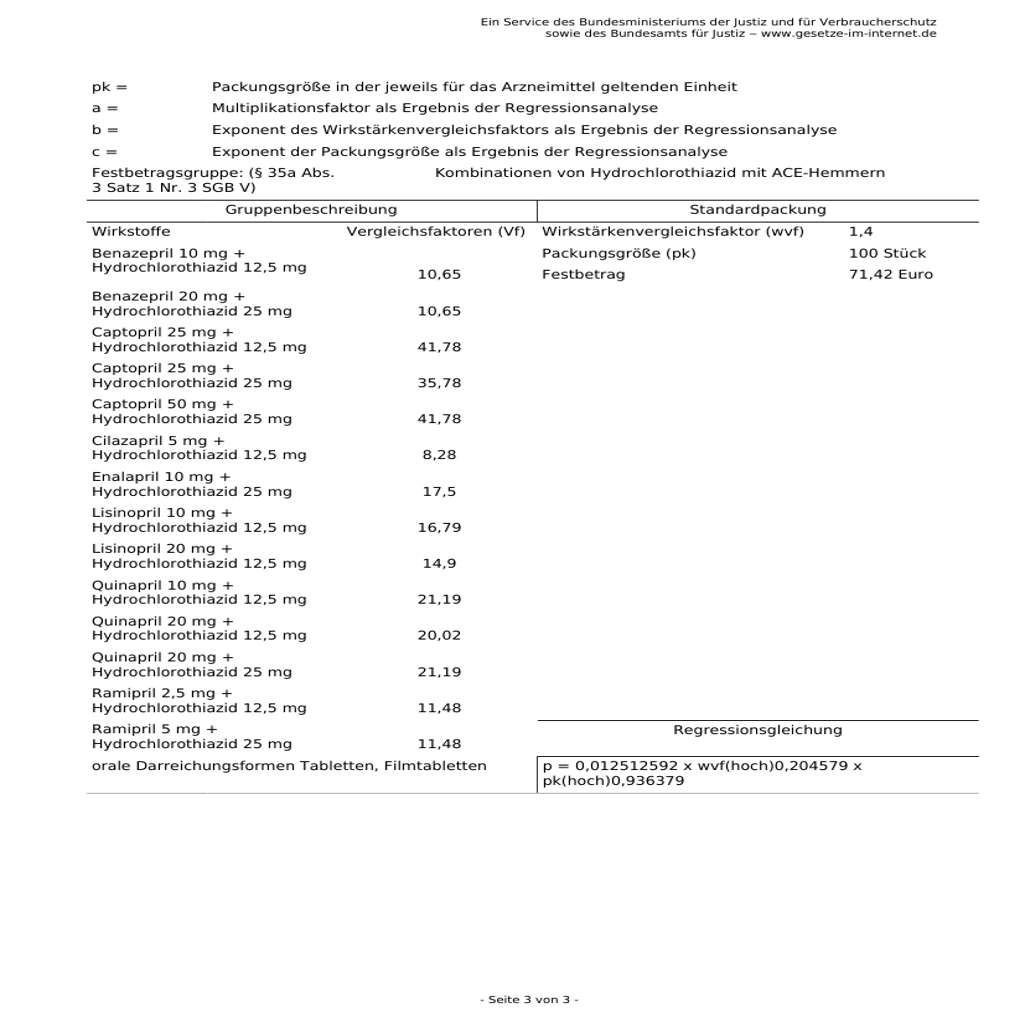 Ein Service des Bundesministeriums der Justiz und für Verbraucherschutz
sowie des Bundesamts für Justiz ‒ www.gesetze-im-internet.de
pk = Packungsgröße in der jeweils für das Arzneimittel geltenden Einheit
a = Multiplikationsfaktor als Ergebnis der Regressionsanalyse
b = Exponent des Wirkstärkenvergleichsfaktors als Ergebnis der Regressionsanalyse
c = Exponent der Packungsgröße als Ergebnis der Regressionsanalyse
Festbetragsgruppe: (§ 35a Abs. Kombinationen von Hydrochlorothiazid mit ACE-Hemmern
3 Satz 1 Nr. 3 SGB V)
Gruppenbeschreibung Standardpackung
Wirkstoffe Vergleichsfaktoren (Vf) Wirkstärkenvergleichsfaktor (wvf) 1,4
Benazepril 10 mg + Packungsgröße (pk) 100 Stück
Hydrochlorothiazid 12,5 mg 10,65 Festbetrag 71,42 Euro
Benazepril 20 mg +
Hydrochlorothiazid 25 mg 10,65
Captopril 25 mg +
Hydrochlorothiazid 12,5 mg 41,78
Captopril 25 mg +
Hydrochlorothiazid 25 mg 35,78
Captopril 50 mg +
Hydrochlorothiazid 25 mg 41,78
Cilazapril 5 mg +
Hydrochlorothiazid 12,5 mg 8,28
Enalapril 10 mg +
Hydrochlorothiazid 25 mg 17,5
Lisinopril 10 mg +
Hydrochlorothiazid 12,5 mg 16,79
Lisinopril 20 mg +
Hydrochlorothiazid 12,5 mg 14,9
Quinapril 10 mg +
Hydrochlorothiazid 12,5 mg 21,19
Quinapril 20 mg +
Hydrochlorothiazid 12,5 mg 20,02
Quinapril 20 mg +
Hydrochlorothiazid 25 mg 21,19
Ramipril 2,5 mg +
Hydrochlorothiazid 12,5 mg 11,48
Ramipril 5 mg + Regressionsgleichung
Hydrochlorothiazid 25 mg 11,48
orale Darreichungsformen Tabletten, Filmtabletten p = 0,012512592 x wvf(hoch)0,204579 x
pk(hoch)0,936379
- Seite 3 von 3 -